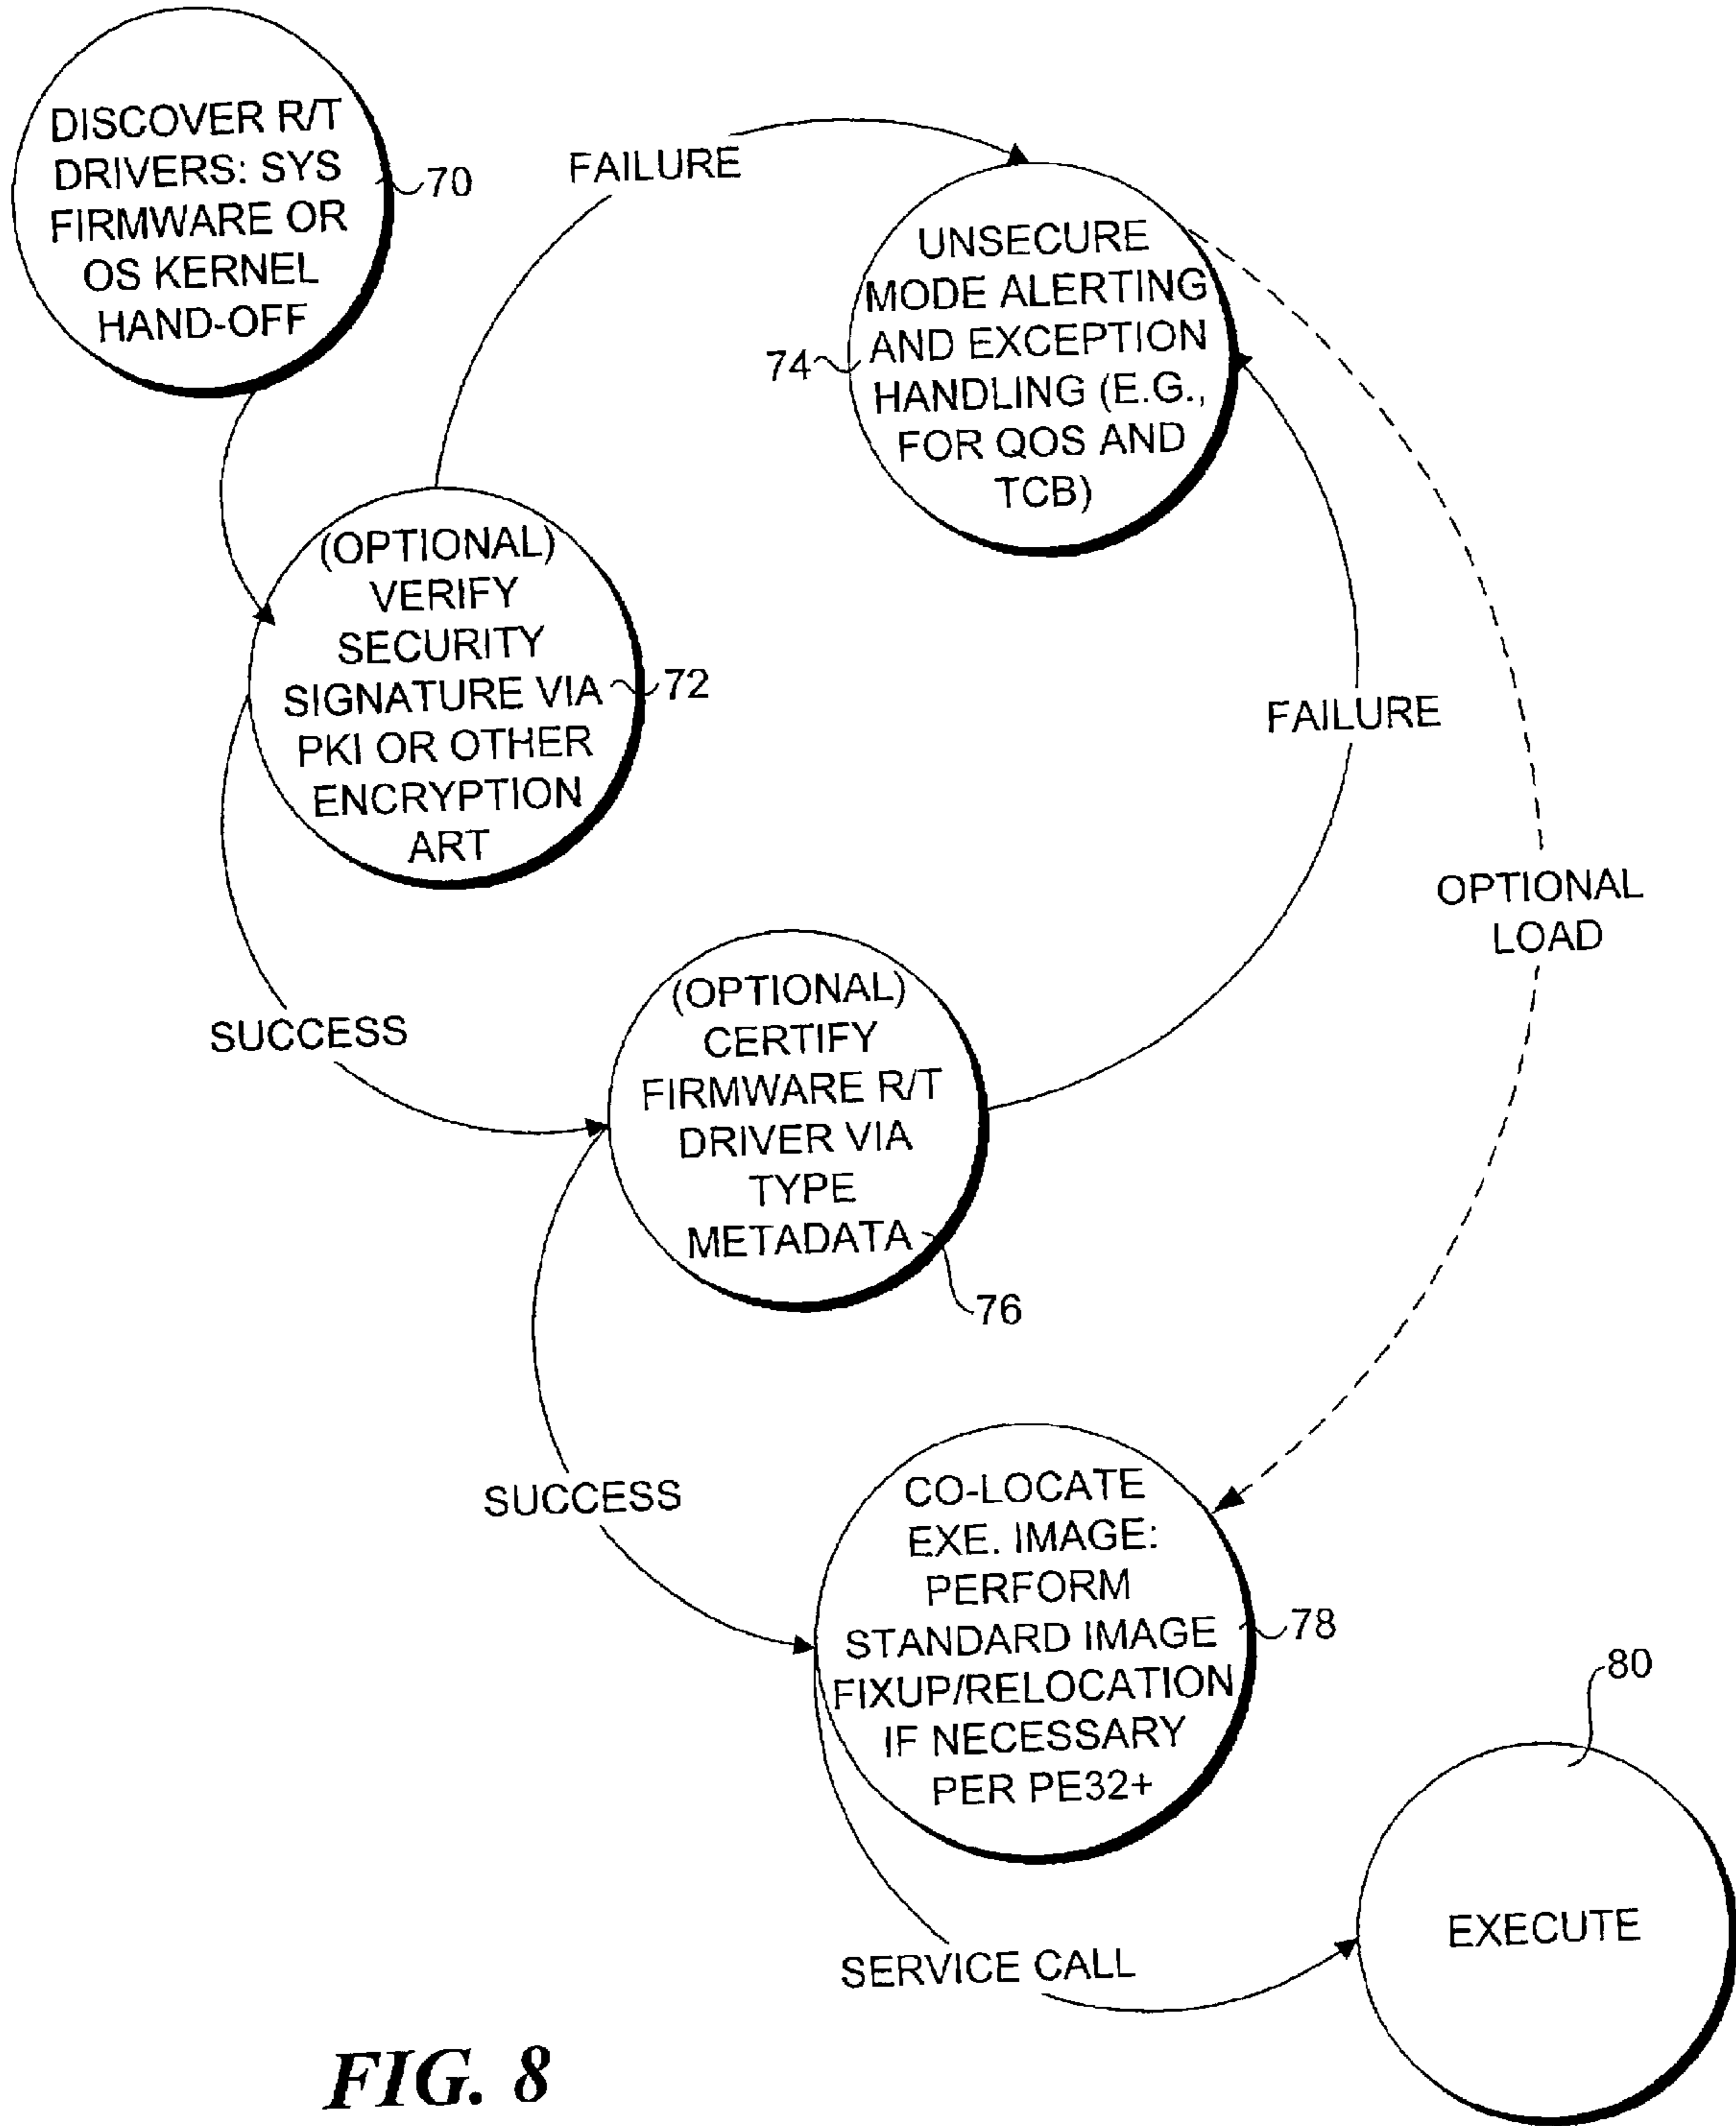 DISCOVER R/T
DRIVERS: SYS
FIRMWARE OR
OS KERNEL
HAND-OFF
70
FAILURE
UNSECURE
MODE ALERTING
AND EXCEPTION
HANDLING (E.G.,
FOR QOS AND
TCB)
74
(OPTIONAL)
VERIFY
SECURITY
SIGNATURE VIA
PKI OR OTHER
ENCRYPTION
ART
72
FAILURE
OPTIONAL
LOAD
SUCCESS
(OPTIONAL)
CERTIFY
FIRMWARE R/T
DRIVER VIA
TYPE
METADATA
76
SUCCESS
CO-LOCATE
EXE. IMAGE:
PERFORM
STANDARD IMAGE
FIXUP/RELOCATION
IF NECESSARY
PER PE32+
78
80
EXECUTE
SERVICE CALL
FIG. 8